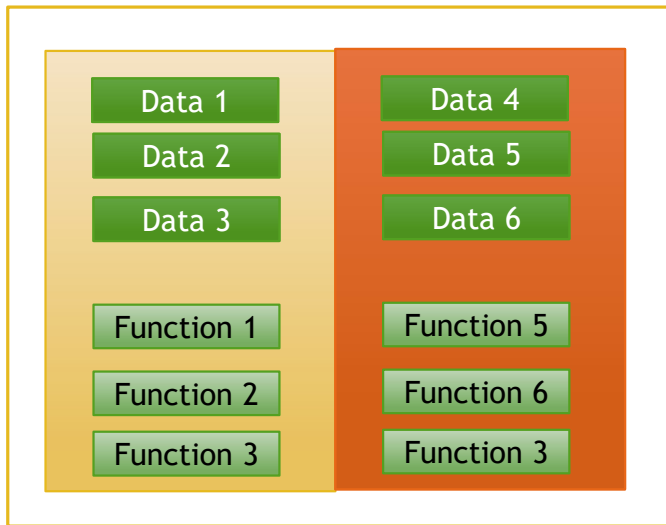 Data 1
Data 2
Data 3
Function 1
Function 2
Function 3
Data 4
Data 5
Data 6
Function 5
Function 6
Function 3